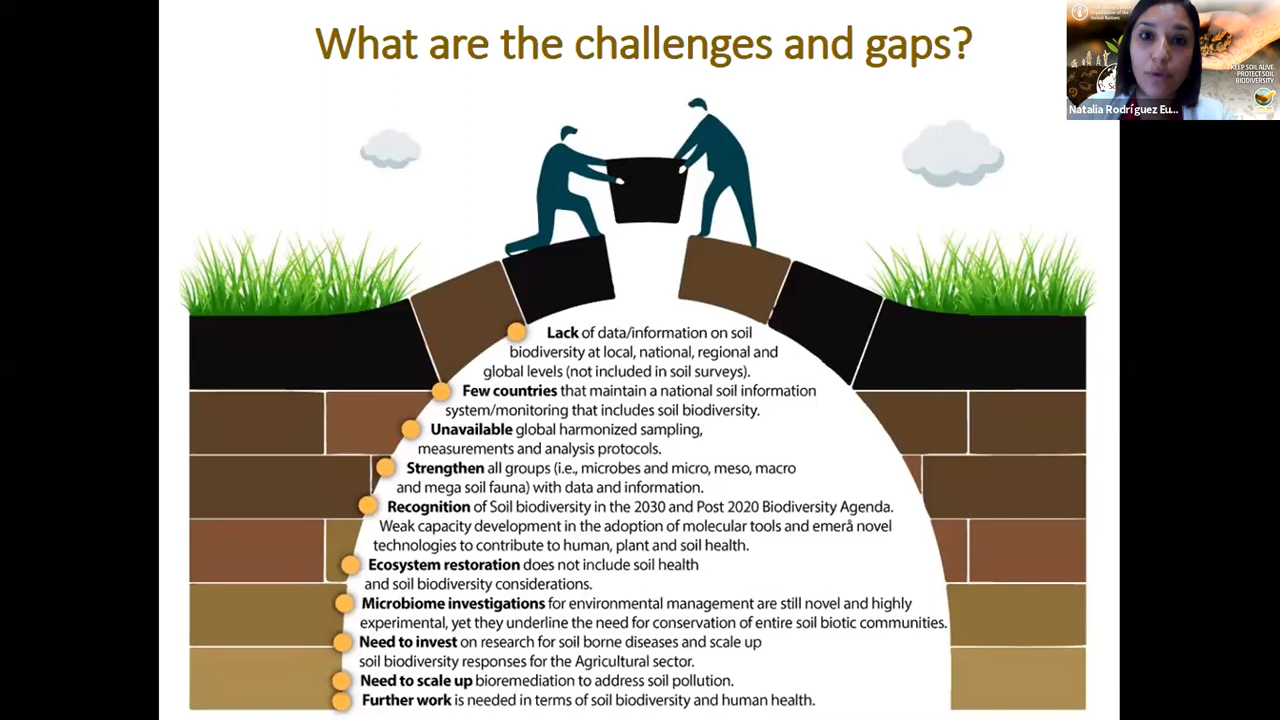 What are the challenges and gaps?
Organization of the
United Nations
KEEP SOIL ALIVE
PROTECT SOIL
BIODIVERSITY
Natalia Rodríguez Eu...
Lack of data/information on soil
biodiversity at local, national, regional and
global levels (not included in soil surveys).
Few countries that maintain a national soil information
system/monitoring that includes soil biodiversity.
Unavailable global harmonized sampling,
measurements and analysis protocols.
Strengthen all groups (i.e., microbes and micro, meso, macro
and mega soil fauna) with data and information.
Recognition of Soil biodiversity in the 2030 and Post 2020 Biodiversity Agenda.
Weak capacity development in the adoption of molecular tools and emerå novel
technologies to contribute to human, plant and soil health.
Ecosystem restoration does not include soil health
and soil biodiversity considerations.
Microbiome investigations for environmental management are still novel and highly
experimental, yet they underline the need for conservation of entire soil biotic communities.
Need to invest on research for soil borne diseases and scale up
soil biodiversity responses for the Agricultural sector.
Need to scale up bioremediation to address soil pollution.
Further work is needed in terms of soil biodiversity and human health.